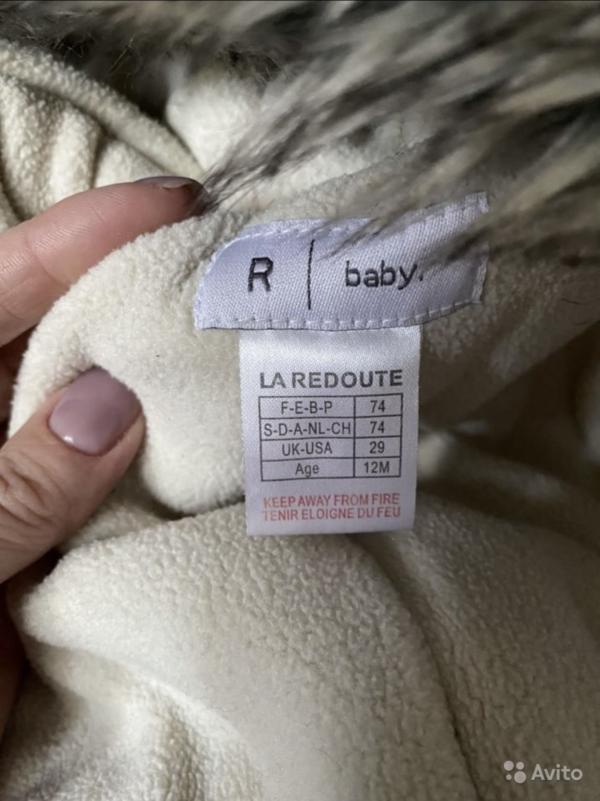 R | baby.
LA REDOUTE
F-E-B-P 74
S-D-A-NL-CH 74
UK-USA 29
Age 12M
KEEP AWAY FROM FIRE
TENIR ELOIGNE DU FEU
Avito